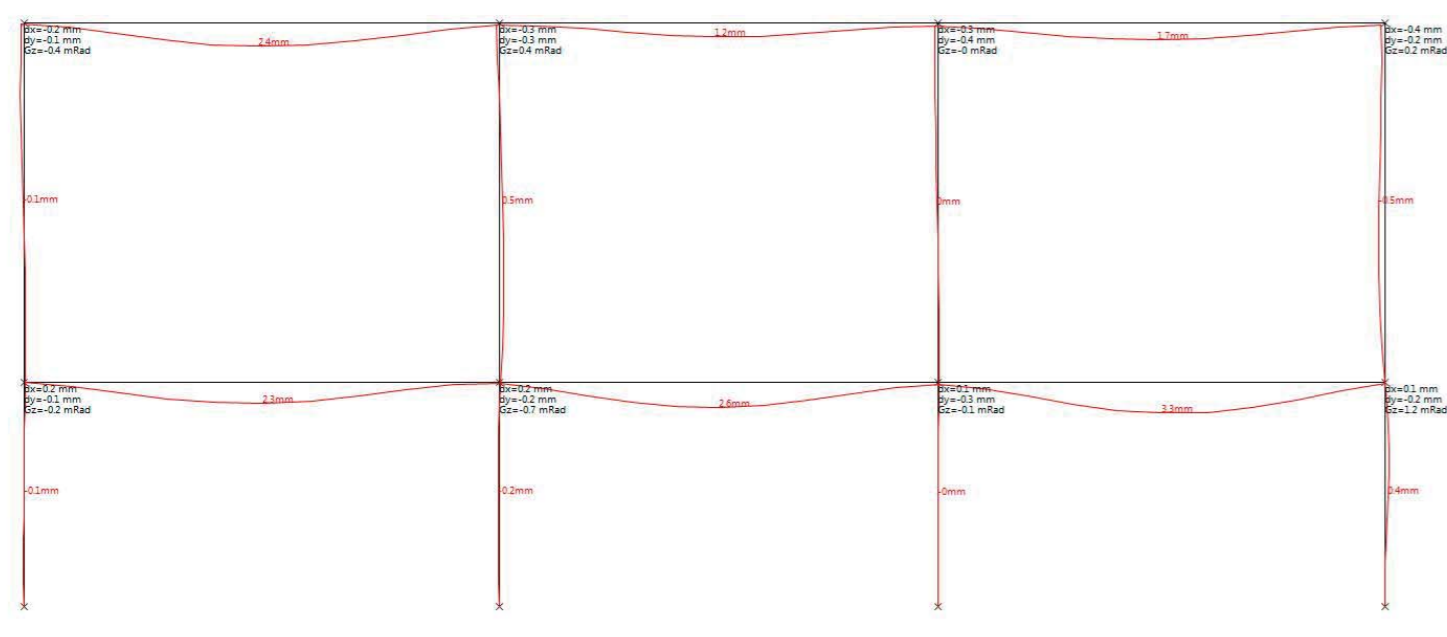 dx=-0.2 mm
dy=-0.1 mm
Gz=-0.4 mRad
2.4mm
dx=-0.3 mm
dy=-0.3 mm
Gz=0.4 mRad
1.2mm
dx=-0.3 mm
dy=-0.4 mm
Gz=-0 mRad
1.7mm
dx=-0.4 mm
dy=-0.2 mm
Gz=0.2 mRad
-0.1mm
0.5mm
0mm
-0.5mm
dx=0.2 mm
dy=-0.1 mm
Gz=-0.2 mRad
2.3mm
dx=0.2 mm
dy=-0.2 mm
Gz=-0.7 mRad
2.6mm
dx=0.1 mm
dy=-0.3 mm
Gz=-0.1 mRad
3.3mm
dx=0.1 mm
dy=-0.2 mm
Gz=1.2 mRad
-0.1mm
-0.2mm
-0mm
0.4mm